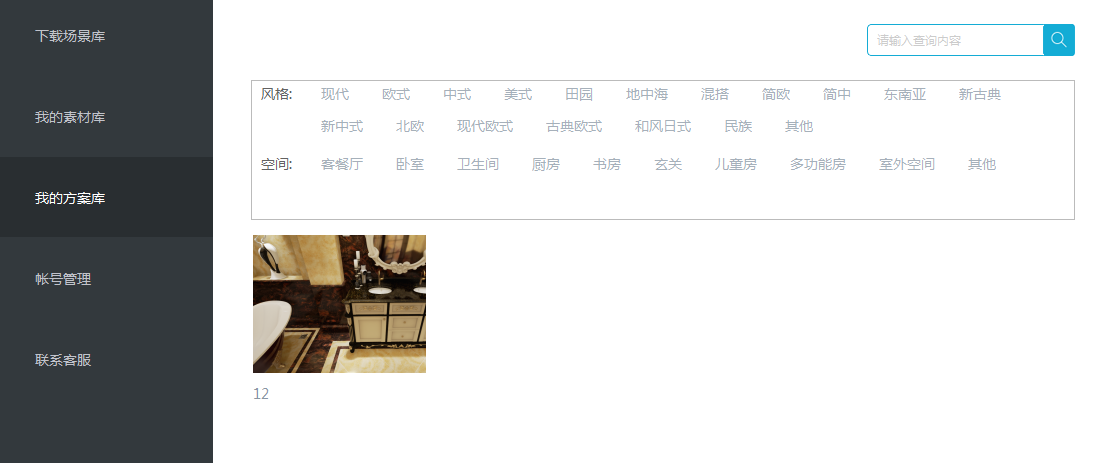 下载场景库
我的素材库
我的方案库
帐号管理
联系客服
请输入查询内容
风格: 现代 欧式 中式 美式 田园 地中海 混搭 简欧 简中 东南亚 新古典
新中式 北欧 现代欧式 古典欧式 和风日式 民族 其他
空间: 客餐厅 卧室 卫生间 厨房 书房 玄关 儿童房 多功能房 室外空间 其他
12